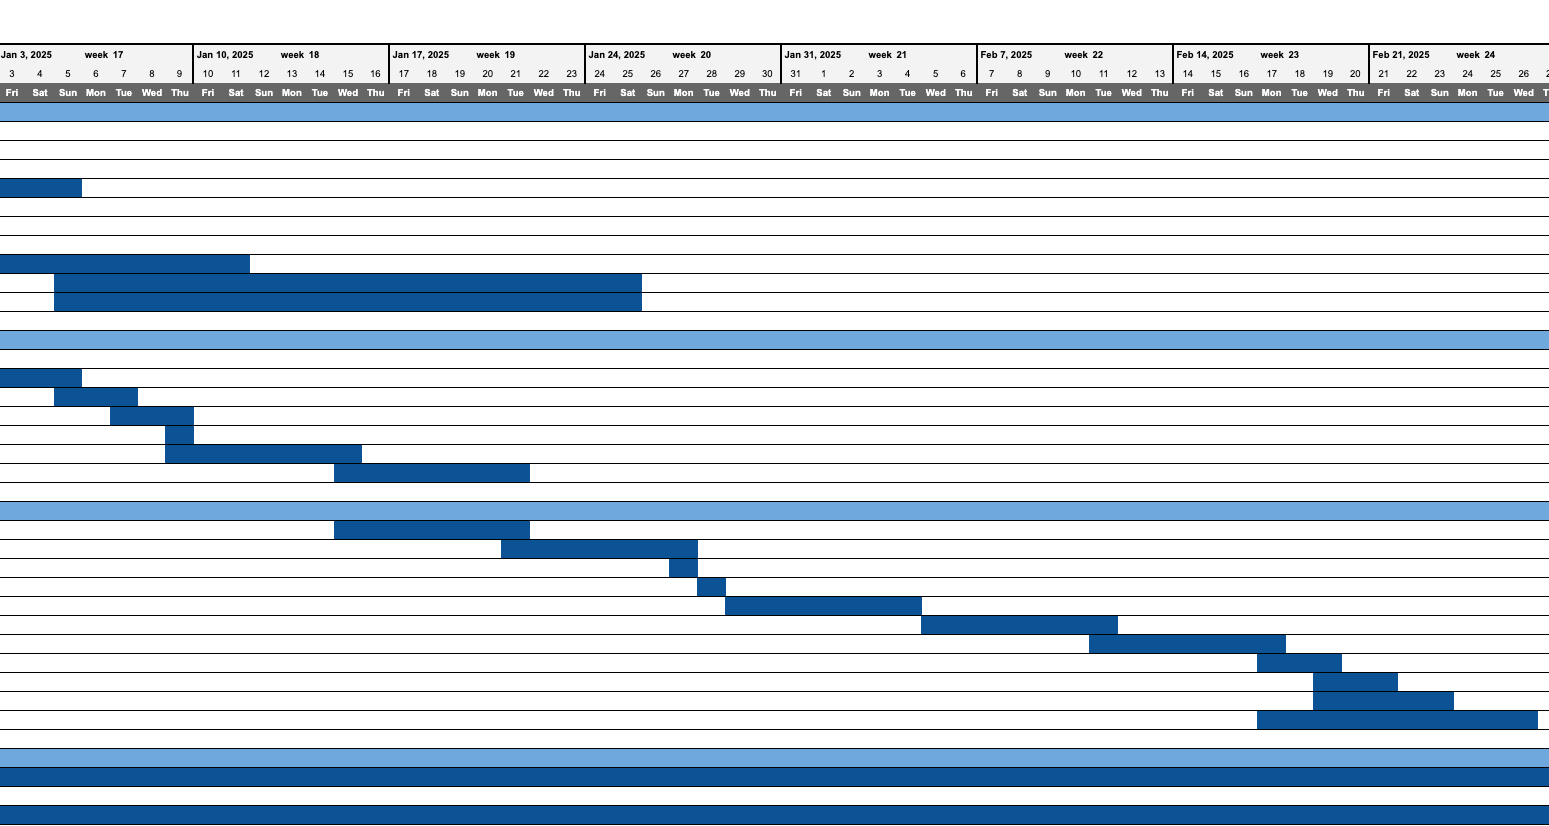 Jan 3, 2025 week 17 Jan 10, 2025 week 18 Jan 17, 2025 week 19 Jan 24, 2025 week 20 Jan 31, 2025 week 21 Feb 7, 2025 week 22 Feb 14, 2025 week 23 Feb 21, 2025 week 24
3 4 5 6 7 8 9 10 11 12 13 14 15 16 17 18 19 20 21 22 23 24 25 26 27 28 29 30 31 1 2 3 4 5 6 7 8 9 10 11 12 13 14 15 16 17 18 19 20 21 22 23 24 25 26
Fri Sat Sun Mon Tue Wed Thu Fri Sat Sun Mon Tue Wed Thu Fri Sat Sun Mon Tue Wed Thu Fri Sat Sun Mon Tue Wed Thu Fri Sat Sun Mon Tue Wed Thu Fri Sat Sun Mon Tue Wed Thu Fri Sat Sun Mon Tue Wed Thu Fri Sat Sun Mon Tue Wed